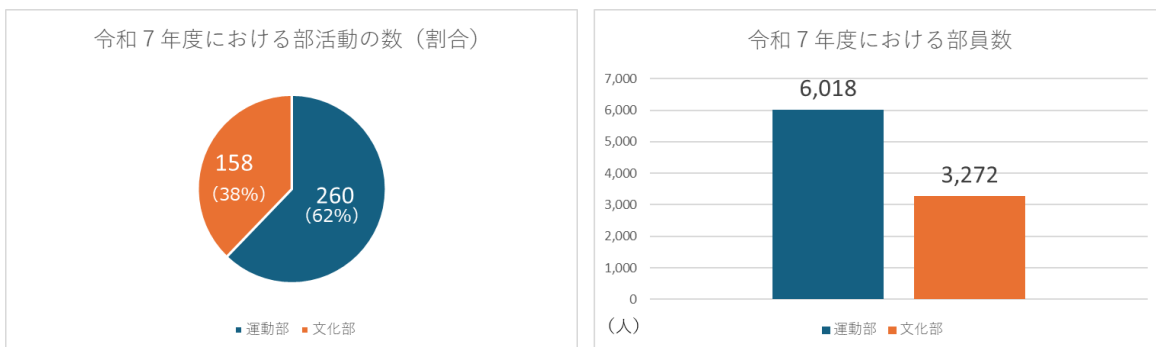 令和７年度における部活動の数（割合）
158
（38%）
260
（62%）
運動部 文化部
令和７年度における部員数
7,000
6,000
5,000
4,000
3,000
2,000
1,000
0
6,018
3,272
（人）
運動部 文化部